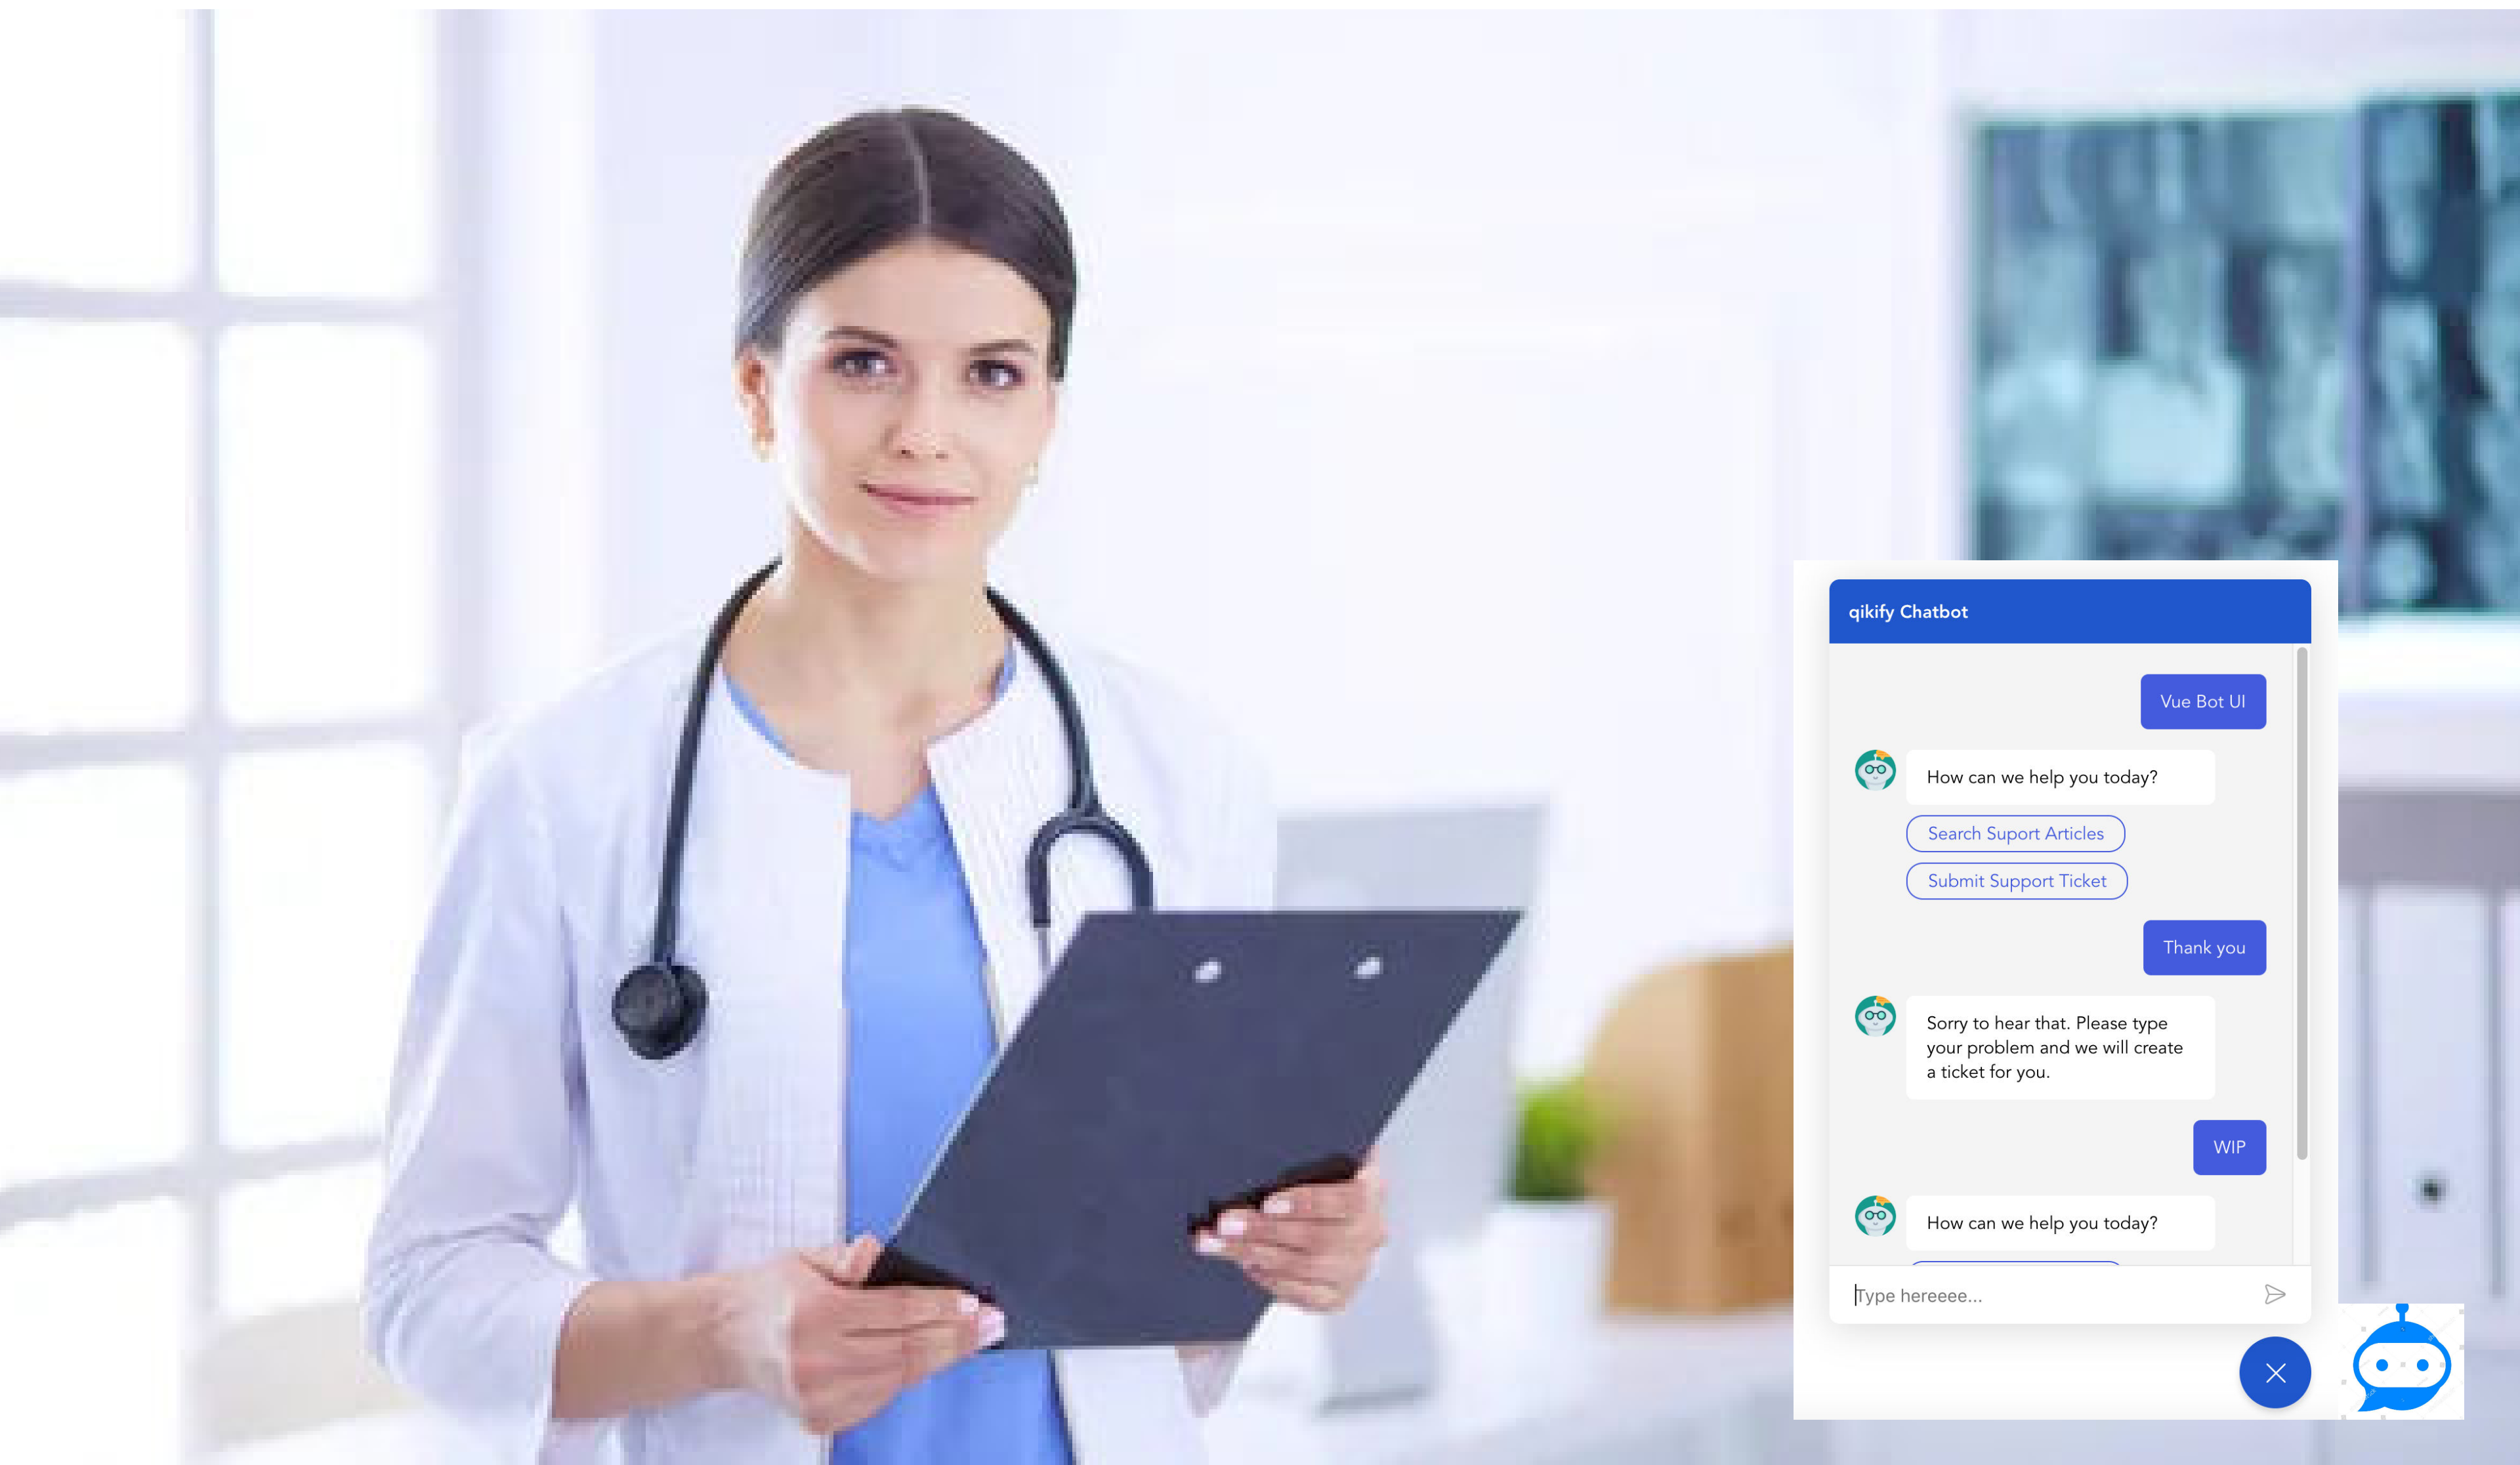 qikify Chatbot
Vue Bot UI
How can we help you today?
Search Suport Articles
Submit Support Ticket
Thank you
Sorry to hear that. Please type
your problem and we will create
a ticket for you.
WIP
How can we help you today?
Type hereeee...